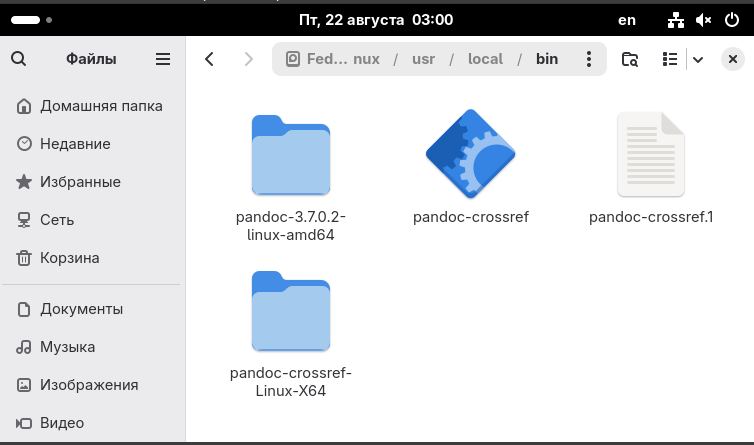 Пт, 22 августа 03:00
en
Файлы
Fed… nux / usr / local / bin
Домашняя папка
Недавние
Избранные
Сеть
Корзина
Документы
Музыка
Изображения
Видео
pandoc-3.7.0.2-
linux-amd64
pandoc-crossref
pandoc-crossref.1
pandoc-crossref-
Linux-X64